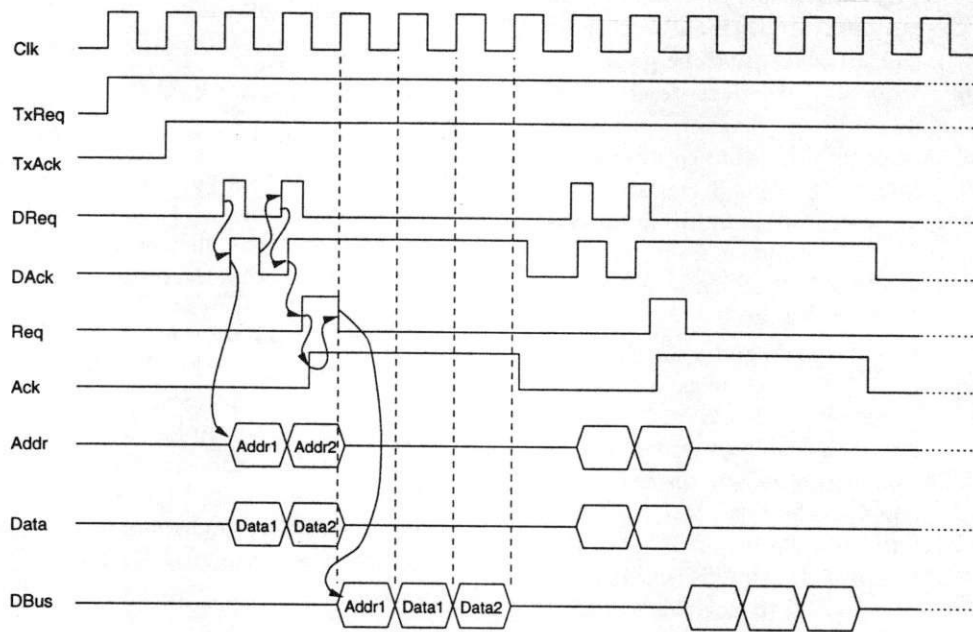 Clk
TxReq
TxAck
DReq
DAck
Req
Ack
Addr
Addr1
Addr2
Data
Data1
Data2
DBus
Addr1
Data1
Data2